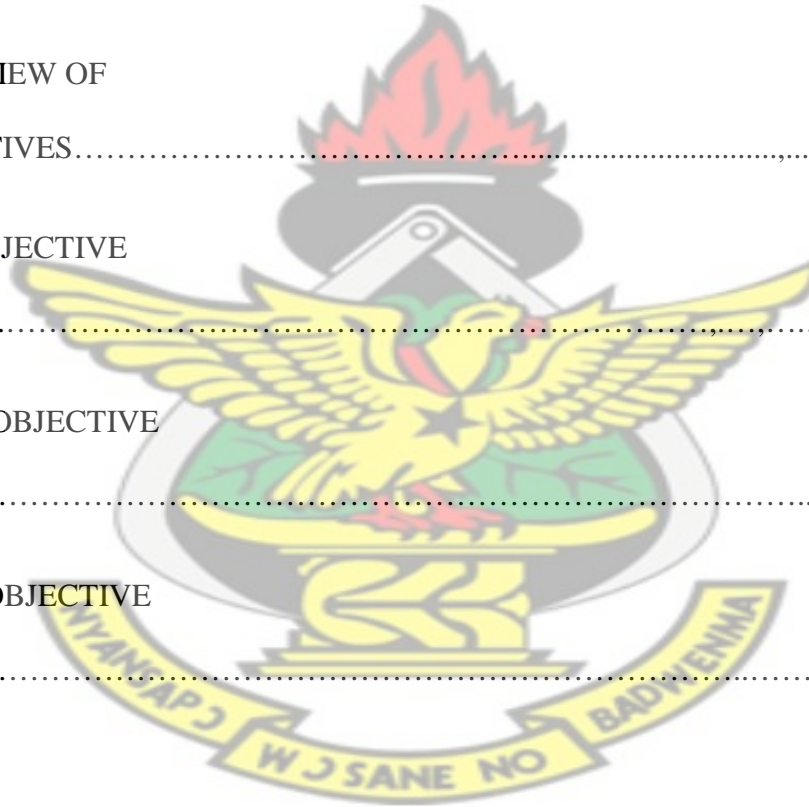 IEW OF
TIVES……………………………………….............................,...
JECTIVE
..……………………………………………………………,….,……
OBJECTIVE
..…………………………………………………………………….
OBJECTIVE
..…………………………………………………………………….
NYANSAPƆ WƆSANE NO BADWENMA